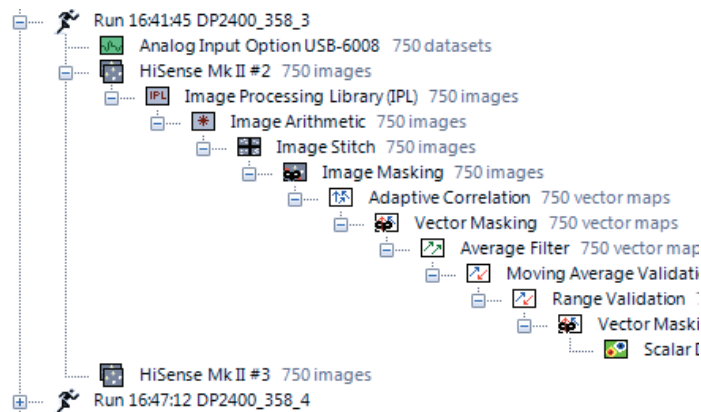 Run 16:41:45 DP2400_358_3
Analog Input Option USB-6008 750 datasets
HiSense Mk II #2 750 images
IPL Image Processing Library (IPL) 750 images
Image Arithmetic 750 images
Image Stitch 750 images
Image Masking 750 images
Adaptive Correlation 750 vector maps
Vector Masking 750 vector maps
Average Filter 750 vector map
Moving Average Validati
Range Validation
Vector Maski
Scalar
HiSense Mk II #3 750 images
Run 16:47:12 DP2400_358_4